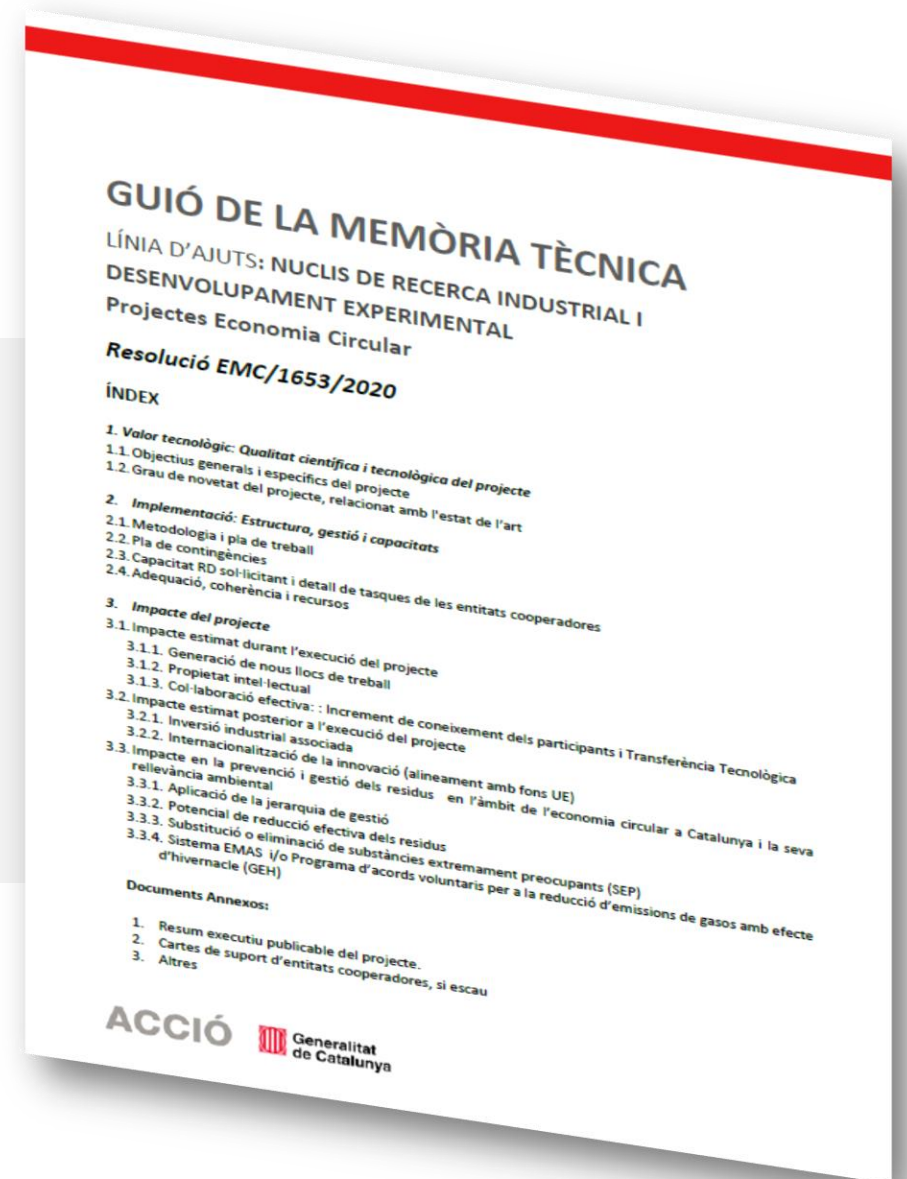 GUIÓ DE LA MEMÒRIA TÈCNICA
LÍNIA D'AJUTS: NUCLIS DE RECERCA INDUSTRIAL I
DESENVOLUPAMENT EXPERIMENTAL
Projectes Economia Circular
Resolució EMC/1653/2020
ÍNDEX
1. Valor tecnològic: Qualitat científica i tecnològica del projecte
1.1. Objectius generals i específics del projecte
1.2. Grau de novetat del projecte, relacionat amb l'estat de l'art
2. Implementació: Estructura, gestió i capacitats
2.1. Metodologia i pla de treball
2.2. Pla de contingències
2.3. Capacitat RD sol·licitant i detall de tasques de les entitats cooperadores
2.4. Adequació, coherència i recursos
3. Impacte del projecte
3.1. Impacte estimat durant l'execució del projecte
3.1.1. Generació de nous llocs de treball
3.1.2. Propietat intel·lectual
3.1.3. Col·laboració efectiva: : Increment de coneixement dels participants i Transferència Tecnològica
3.2. Impacte estimat posterior a l'execució del projecte
3.2.1. Inversió industrial associada
3.2.2. Internacionalització de la innovació (alineament amb fons UE)
3.3. Impacte en la prevenció i gestió dels residus en l'àmbit de l'economia circular a Catalunya i la seva
rellevància ambiental
3.3.1. Aplicació de la jerarquia de gestió
3.3.2. Potencial de reducció efectiva dels residus
3.3.3. Substitució o eliminació de substàncies extremament preocupants (SEP)
3.3.4. Sistema EMAS i/o Programa d'acords voluntaris per a la reducció d'emissions de gasos amb efecte
d'hivernacle (GEH)
Documents Annexos:
1. Resum executiu publicable del projecte.
2. Cartes de suport d'entitats cooperadores, si escau
3. Altres
ACCIÓ
Generalitat
de Catalunya